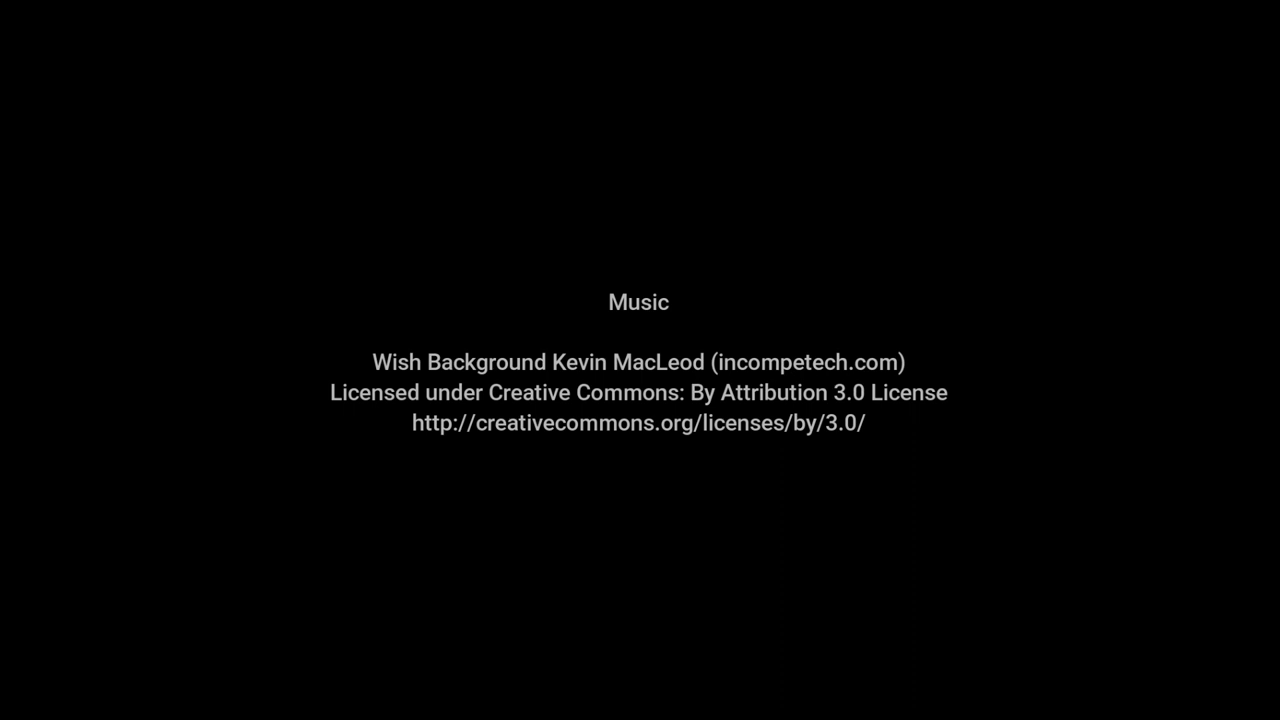 Music
Wish Background Kevin MacLeod (incompetech.com)
Licensed under Creative Commons: By Attribution 3.0 License
http://creativecommons.org/licenses/by/3.0/